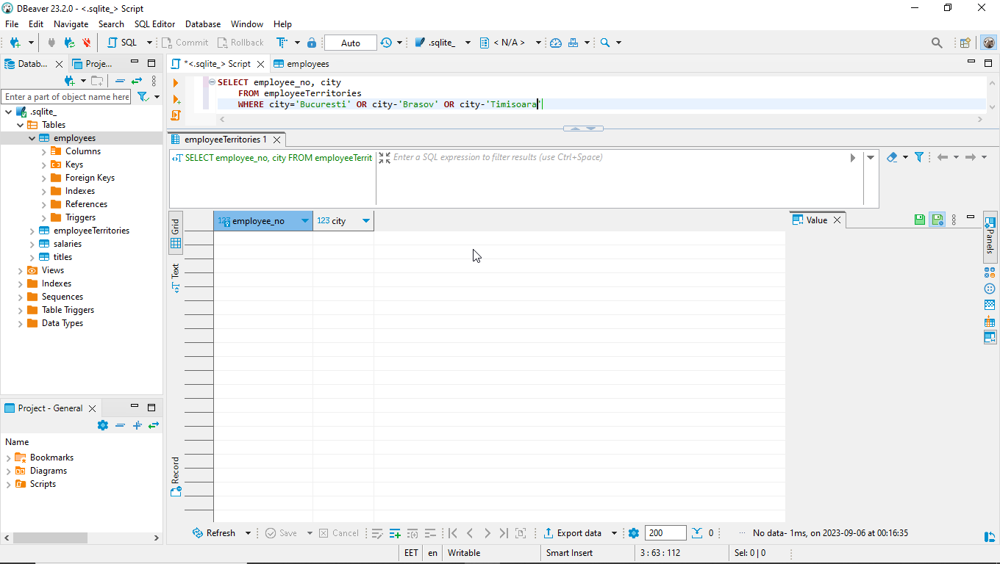 DBeaver 23.2.0 - <.sqlite_> Script
File Edit Navigate Search SQL Editor Database Window Help
SQL Commit Rollback Auto .sqlite_ < N/A >
Datab... Proje...
Enter a part of object name here
.sqlite_
Tables
employees
Columns
Keys
Foreign Keys
Indexes
References
Triggers
employeeTerritories
salaries
titles
Views
Indexes
Sequences
Table Triggers
Data Types
Project - General
Name
Bookmarks
Diagrams
Scripts
*<.sqlite_> Script employees
SELECT employee_no, city
FROM employeeTerritories
WHERE city='Bucuresti' OR city-'Brasov' OR city-'Timisoara'
employeeTerritories 1
SELECT employee_no, city FROM employeeTerrit Enter a SQL expression to filter results (use Ctrl+Space)
Grid
Text
Record
123 employee_no 123 city
Value
Panels
Refresh Save Cancel Export data 200 0 ... No data- 1ms, on 2023-09-06 at 00:16:35
EET en Writable Smart Insert 3 : 63 : 112 Sel: 0 | 0